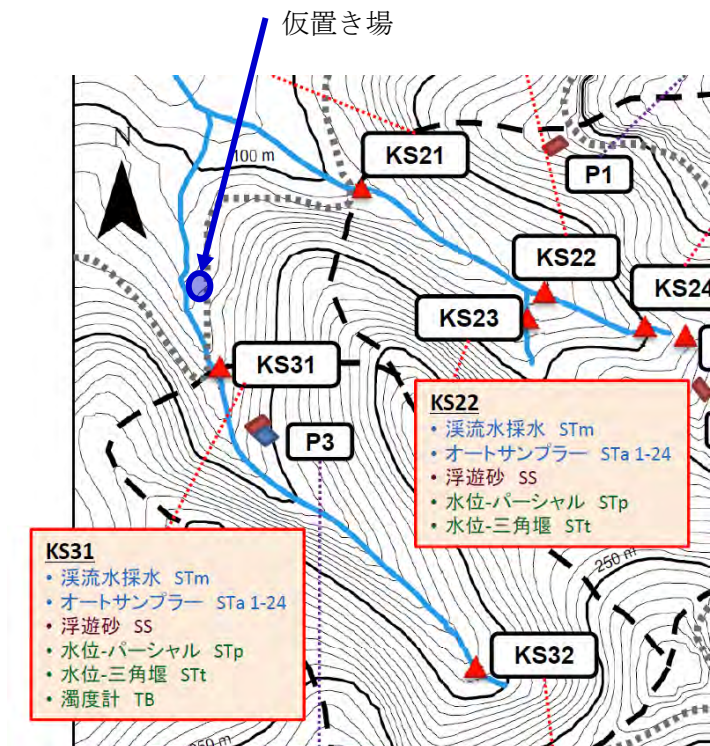 仮置き場
N
100 m
KS21
P1
KS22
KS24
KS23
KS31
P3
KS22
• 渓流水採水 STm
• オートサンプラー STa 1-24
• 浮遊砂 SS
• 水位-パーシャル STp
• 水位-三角堰 STt
250 m
KS31
• 渓流水採水 STm
• オートサンプラー STa 1-24
• 浮遊砂 SS
• 水位-パーシャル STp
• 水位-三角堰 STt
• 濁度計 TB
KS32